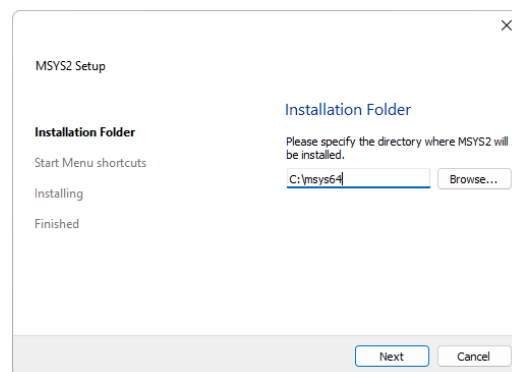 MSYS2 Setup
Installation Folder
Start Menu shortcuts
Installing
Finished
Installation Folder
Please specify the directory where MSYS2 will
be installed.
C:\msys64
Browse...
Next
Cancel